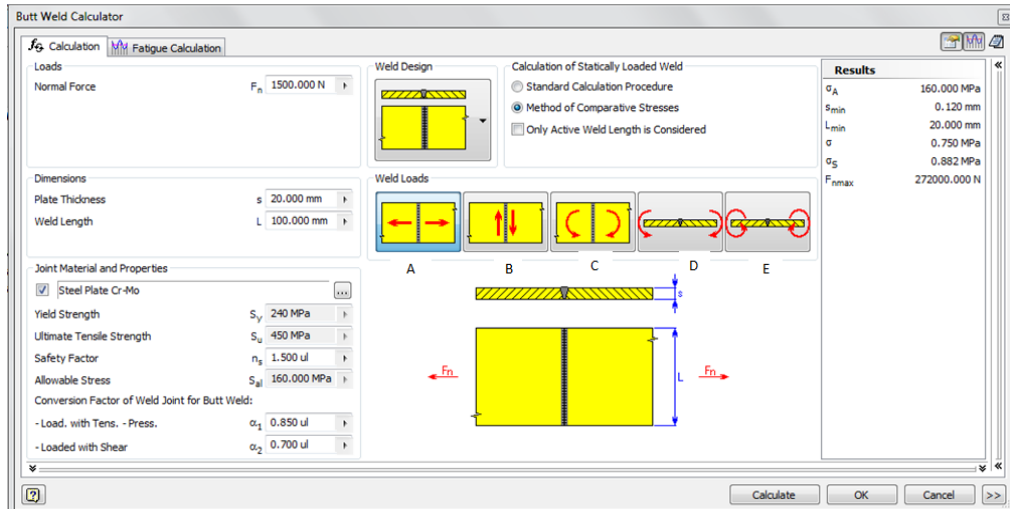 Butt Weld Calculator
Calculation
Fatigue Calculation
Loads
Normal Force Fn 1500.000 N
Weld Design
Calculation of Statically Loaded Weld
Standard Calculation Procedure
Method of Comparative Stresses
Only Active Weld Length is Considered
Dimensions
Plate Thickness s 20.000 mm
Weld Length L 100.000 mm
Weld Loads
A B C D E
Joint Material and Properties
Steel Plate Cr-Mo ...
Yield Strength Sy 240 MPa
Ultimate Tensile Strength Su 450 MPa
Safety Factor ns 1.500 ul
Allowable Stress Sal 160.000 MPa
Conversion Factor of Weld Joint for Butt Weld:
- Load. with Tens. - Press. α1 0.850 ul
- Loaded with Shear α2 0.700 ul
s
Fn L Fn
Results
σA 160.000 MPa
smin 0.120 mm
Lmin 20.000 mm
σ 0.750 MPa
σS 0.882 MPa
Fnmax 272000.000 N
? Calculate OK Cancel >>